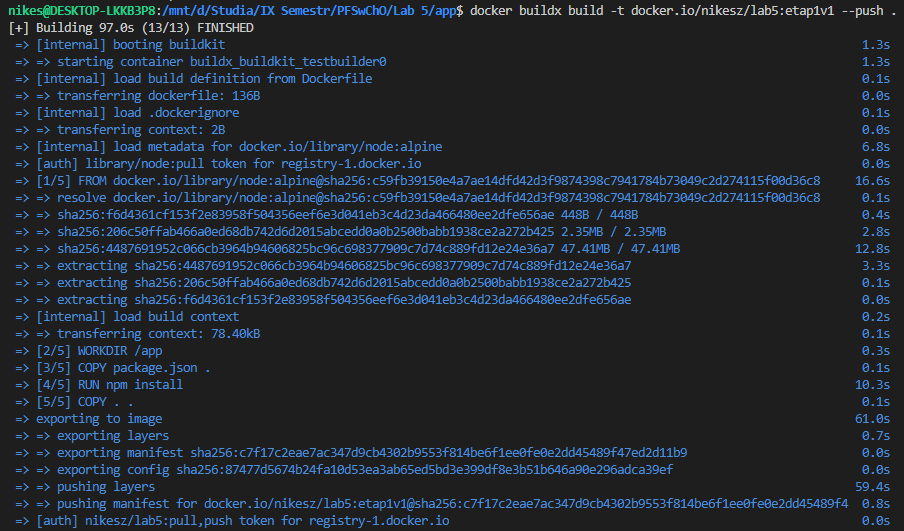 nikes@DESKTOP-LKKB3P8:/mnt/d/Studia/IX Semestr/PFSwChO/Lab 5/app$ docker buildx build -t docker.io/nikesz/lab5:etap1v1 --push .
[+] Building 97.0s (13/13) FINISHED
=> [internal] booting buildkit 1.3s
=> => starting container buildx_buildkit_testbuilder0 1.3s
=> [internal] load build definition from Dockerfile 0.1s
=> => transferring dockerfile: 136B 0.0s
=> [internal] load .dockerignore 0.1s
=> => transferring context: 2B 0.0s
=> [internal] load metadata for docker.io/library/node:alpine 6.8s
=> [auth] library/node:pull token for registry-1.docker.io 0.0s
=> [1/5] FROM docker.io/library/node:alpine@sha256:c59fb39150e4a7ae14dfd42d3f9874398c7941784b73049c2d274115f00d36c8 16.6s
=> => resolve docker.io/library/node:alpine@sha256:c59fb39150e4a7ae14dfd42d3f9874398c7941784b73049c2d274115f00d36c8 0.1s
=> => sha256:f6d4361cf153f2e83958f504356eef6e3d041eb3c4d23da466480ee2dfe656ae 448B / 448B 0.4s
=> => sha256:206c50ffab466a0ed68db742d6d2015abcedd0a0b2500babb1938ce2a272b425 2.35MB / 2.35MB 2.8s
=> => sha256:4487691952c066cb3964b94606825bc96c698377909c7d74c889fd12e24e36a7 47.41MB / 47.41MB 12.8s
=> => extracting sha256:4487691952c066cb3964b94606825bc96c698377909c7d74c889fd12e24e36a7 3.3s
=> => extracting sha256:206c50ffab466a0ed68db742d6d2015abcedd0a0b2500babb1938ce2a272b425 0.1s
=> => extracting sha256:f6d4361cf153f2e83958f504356eef6e3d041eb3c4d23da466480ee2dfe656ae 0.0s
=> [internal] load build context 0.2s
=> => transferring context: 78.40kB 0.1s
=> [2/5] WORKDIR /app 0.3s
=> [3/5] COPY package.json . 0.1s
=> [4/5] RUN npm install 10.3s
=> [5/5] COPY . . 0.1s
=> exporting to image 61.0s
=> => exporting layers 0.7s
=> => exporting manifest sha256:c7f17c2eae7ac347d9cb4302b9553f814be6f1ee0fe0e2dd45489f47ed2d11b9 0.0s
=> => exporting config sha256:87477d5674b24fa10d53ea3ab65ed5bd3e399df8e3b51b646a90e296adca39ef 0.0s
=> => pushing layers 59.4s
=> => pushing manifest for docker.io/nikesz/lab5:etap1v1@sha256:c7f17c2eae7ac347d9cb4302b9553f814be6f1ee0fe0e2dd45489f4 0.8s
=> [auth] nikesz/lab5:pull,push token for registry-1.docker.io 0.0s